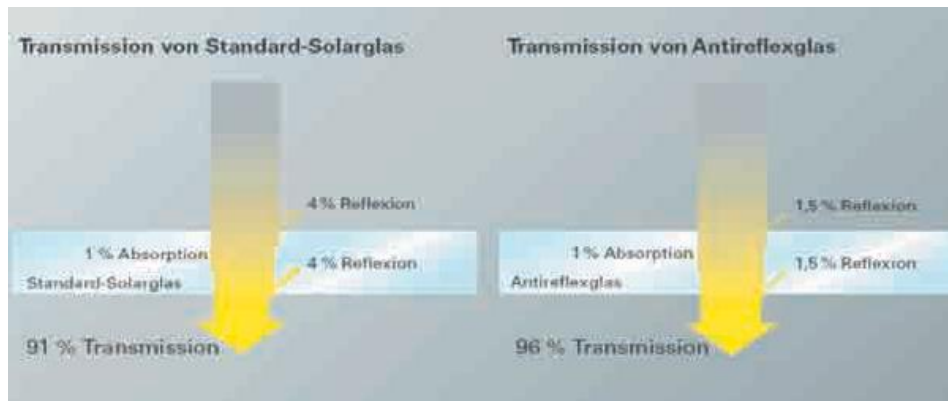 Transmission von Standard-Solarglas
4% Reflexion
1% Absorption
4% Reflexion
Standard-Solarglas
91 % Transmission
Transmission von Antireflexglas
1,5% Reflexion
1% Absorption
1,5% Reflexion
Antireflexglas
96 % Transmission